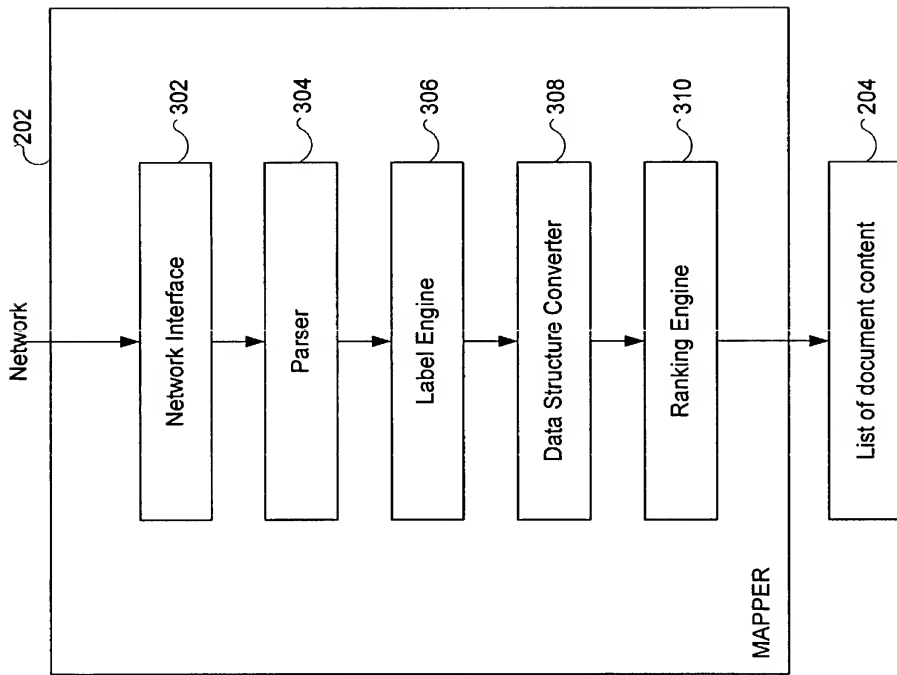 Network
202
Network Interface
302
Parser
304
Label Engine
306
Data Structure Converter
308
Ranking Engine
310
MAPPER
List of document content
204